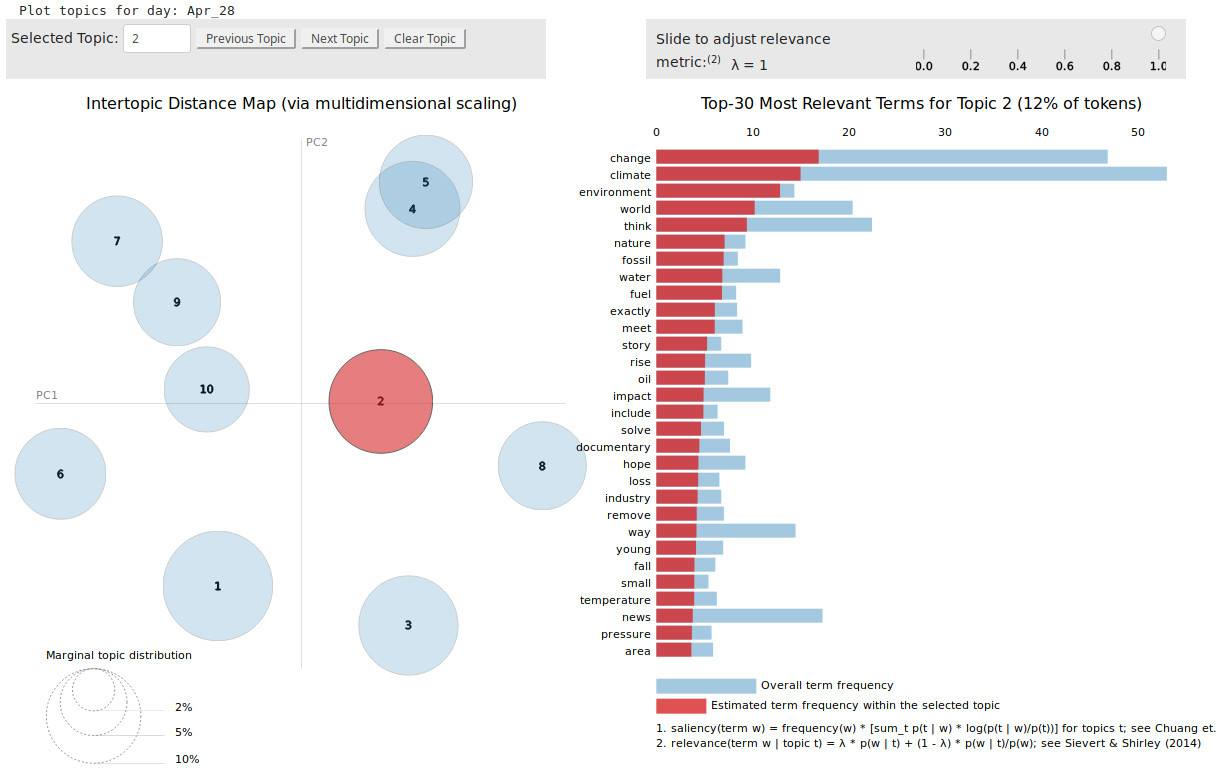 Plot topics for day: Apr_28
Selected Topic: 2 Previous Topic Next Topic Clear Topic
Slide to adjust relevance
metric:(2) λ = 1
0.0 0.2 0.4 0.6 0.8 1.0
Intertopic Distance Map (via multidimensional scaling)
PC2
5
4
7
9
10
PC1
2
8
6
1
3
Marginal topic distribution
2%
5%
10%
Top-30 Most Relevant Terms for Topic 2 (12% of tokens)
0 10 20 30 40 50
change
climate
environment
world
think
nature
fossil
water
fuel
exactly
meet
story
rise
oil
impact
include
solve
documentary
hope
loss
industry
remove
way
young
fall
small
temperature
news
pressure
area
Overall term frequency
Estimated term frequency within the selected topic
1. saliency(term w) = frequency(w) * [sum_t p(t | w) * log(p(t | w)/p(t))] for topics t; see Chuang et.
2. relevance(term w | topic t) = λ * p(w | t) + (1 - λ) * p(w | t)/p(w); see Sievert & Shirley (2014)